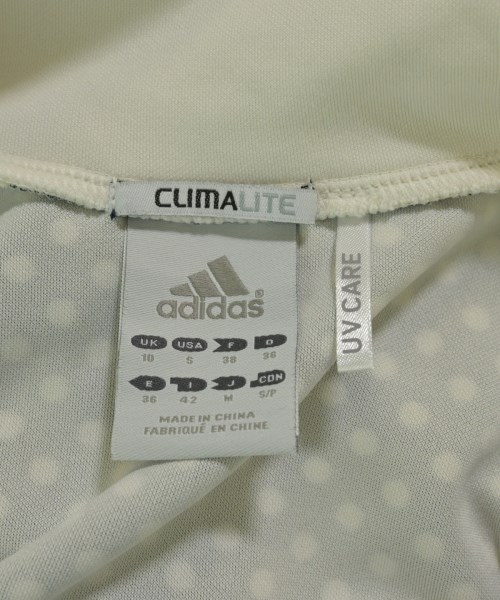 CLIMALITE
adidas®
UK USA F D
10 S 38 36
E I J CDN
36 42 M S/P
MADE IN CHINA
FABRIQUÉ EN CHINE
UV CARE